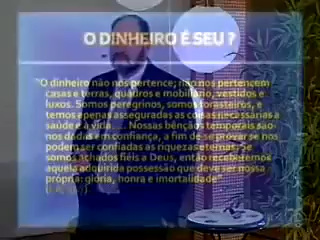 O DINHEIRO É SEU ?
“O dinheiro não nos pertence; não nos pertencem
casas e terras, quadros e mobiliário, vestidos e
luxos. Somos peregrinos, somos forasteiros, e
temos apenas asseguradas as coisas necessárias a
saúde e à vida. ... Nossas bênçãos temporais são-
nos dadas em confiança, a fim de se provar se nos
podem ser confiadas as riquezas eternas. Se
somos achados fiéis a Deus, então receberemos
aquela adquirida possessão que deve ser nossa
própria: glória, honra e imortalidade”